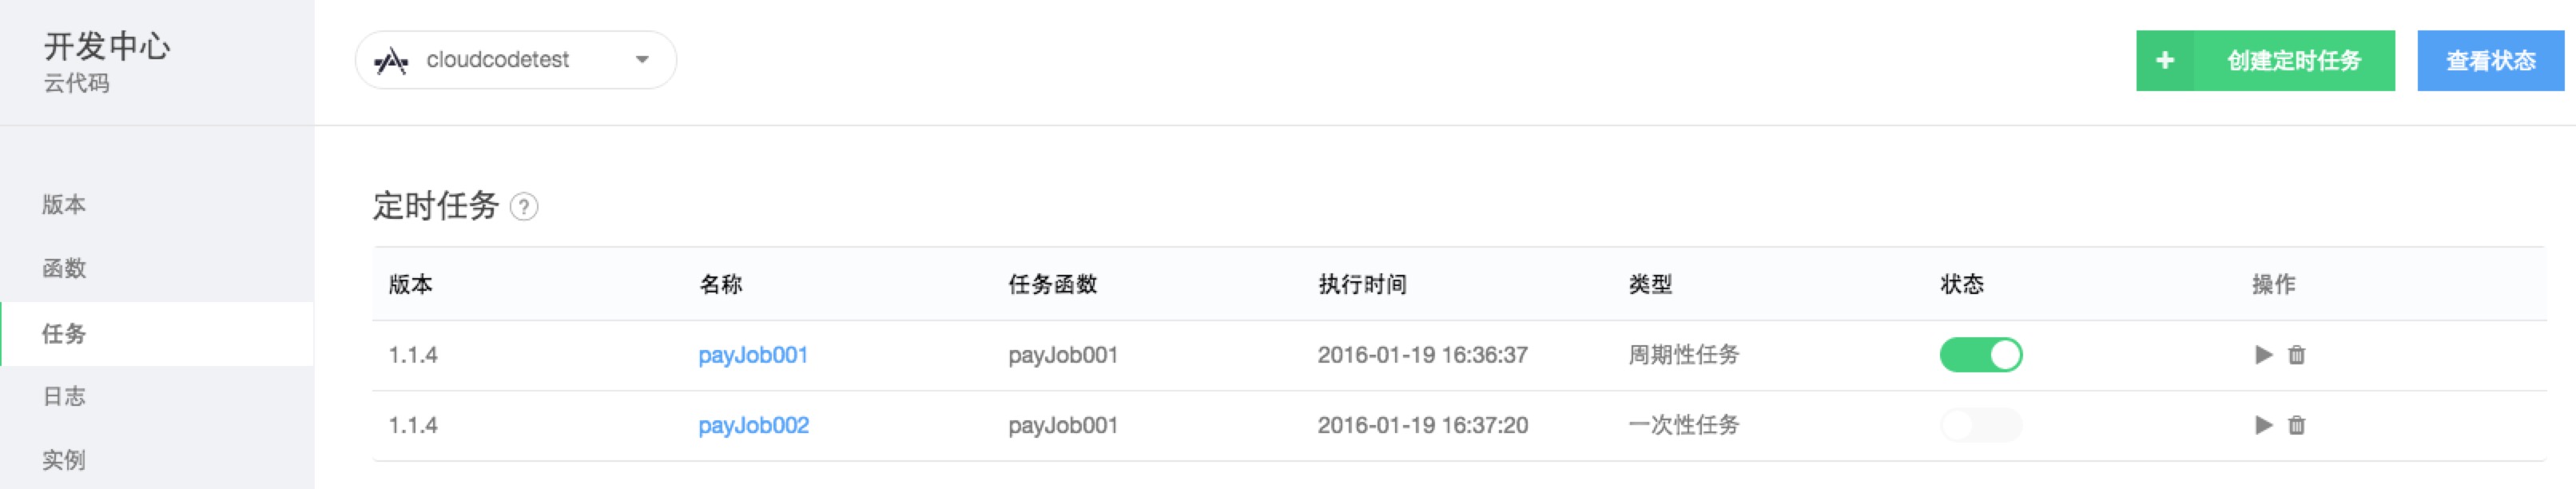 开发中心
云代码
cloudcodetest
+ 创建定时任务
查看状态
版本
函数
任务
日志
实例
定时任务 ?
版本 名称 任务函数 执行时间 类型 状态 操作
1.1.4 payJob001 payJob001 2016-01-19 16:36:37 周期性任务
1.1.4 payJob002 payJob001 2016-01-19 16:37:20 一次性任务